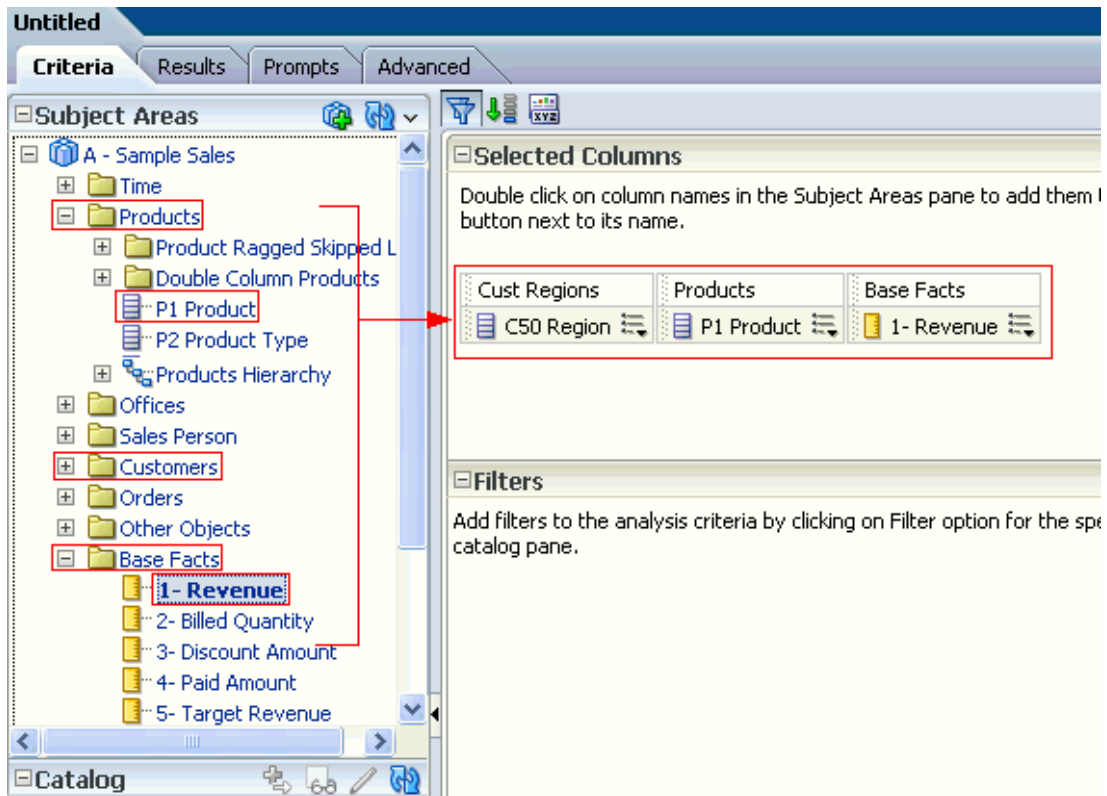 Untitled
Criteria Results Prompts Advanced
Subject Areas
A - Sample Sales
Time
Products
Product Ragged Skipped L
Double Column Products
P1 Product
P2 Product Type
Products Hierarchy
Offices
Sales Person
Customers
Orders
Other Objects
Base Facts
1- Revenue
2- Billed Quantity
3- Discount Amount
4- Paid Amount
5- Target Revenue
Catalog
XYZ
Selected Columns
Double click on column names in the Subject Areas pane to add them
button next to its name.
Cust Regions Products Base Facts
C50 Region P1 Product 1- Revenue
Filters
Add filters to the analysis criteria by clicking on Filter option for the spe
catalog pane.